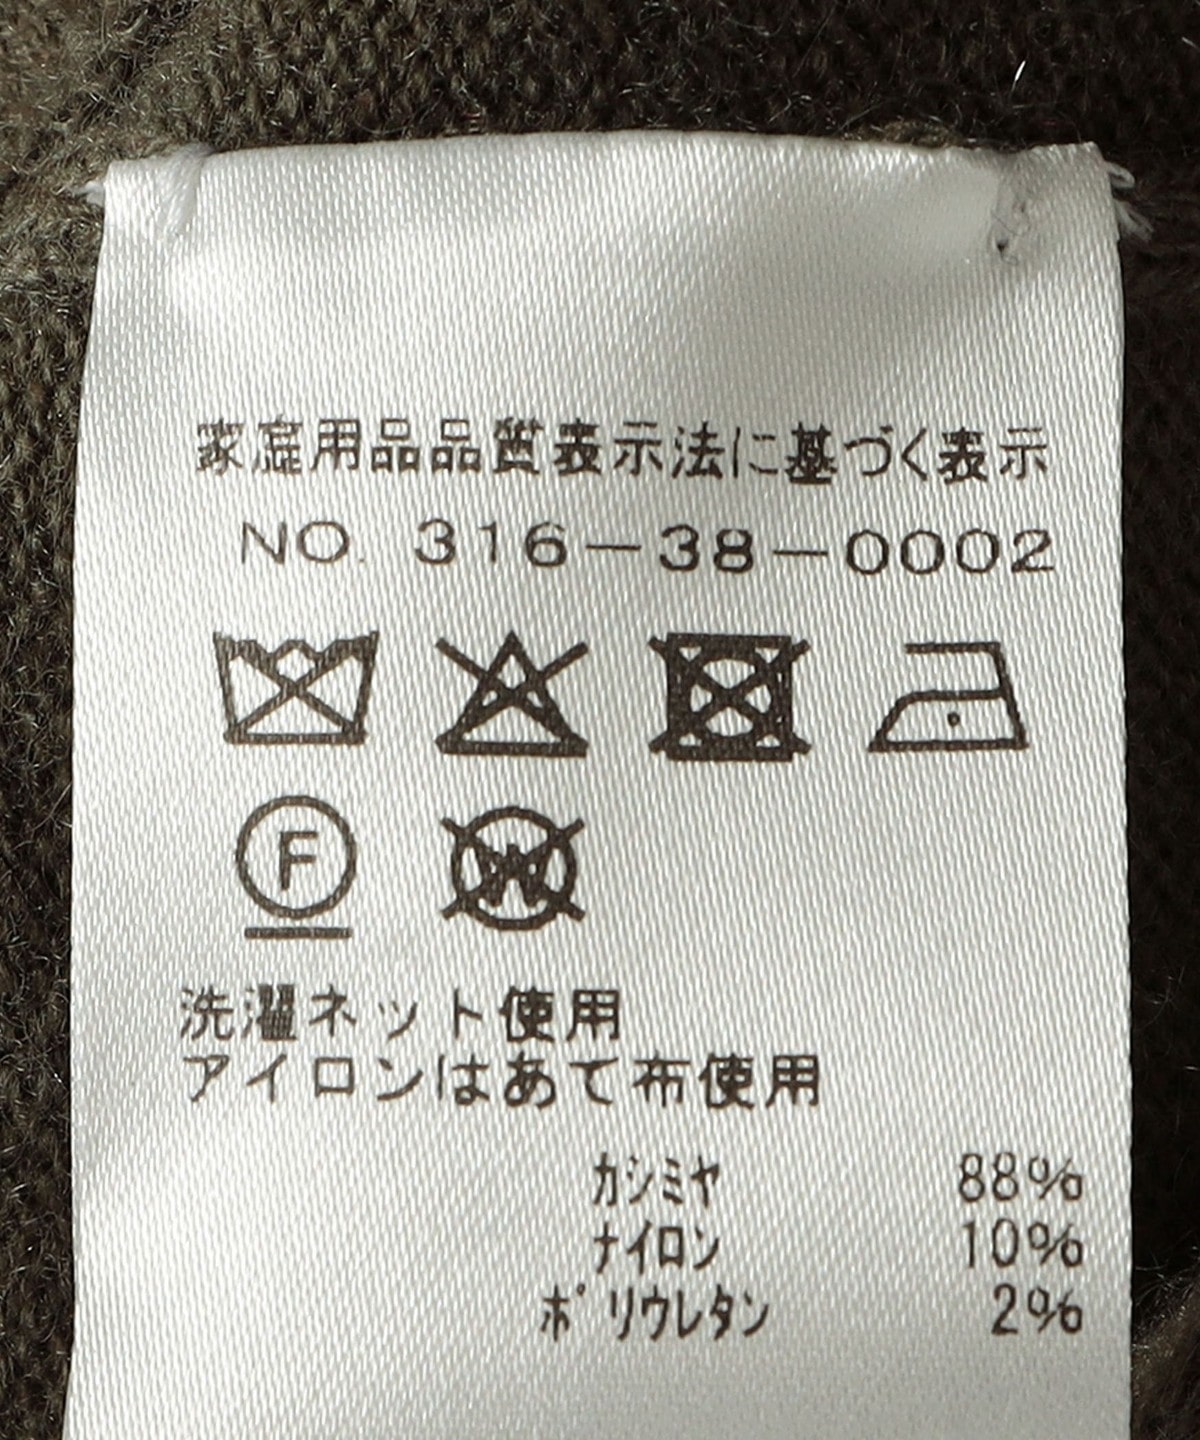 家庭用品品質表示法に基づく表示
NO. 316-38-0002
F
W
洗濯ネット使用
アイロンはあて布使用
カシミヤ 88%
ナイロン 10%
ポリウレタン 2%